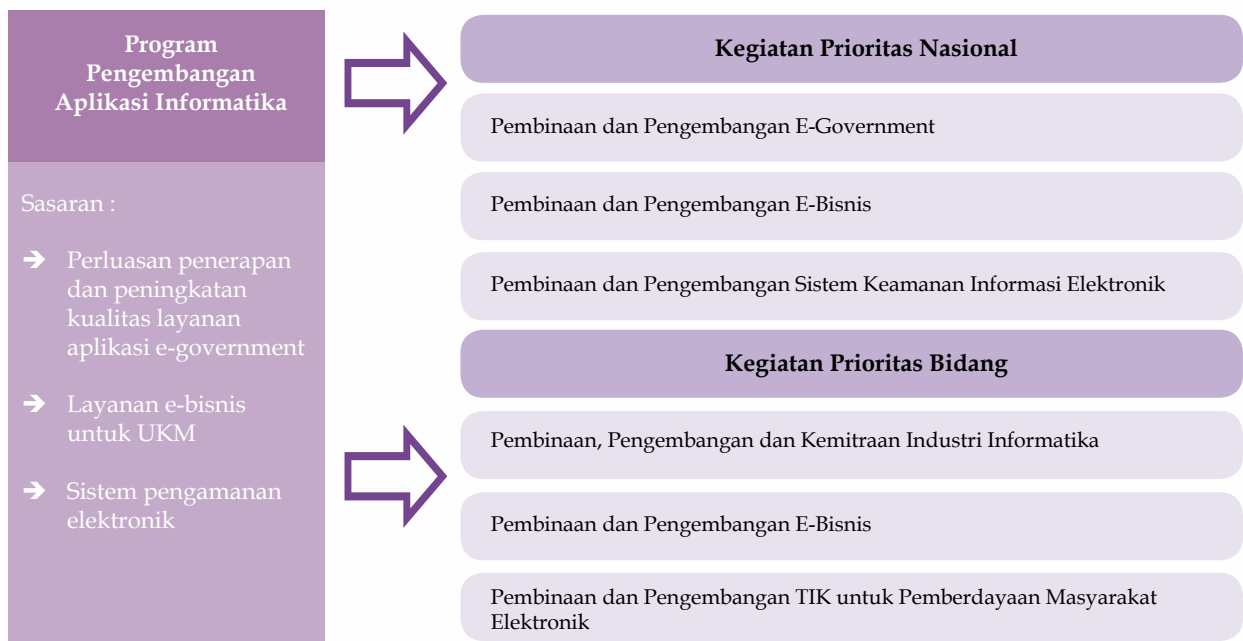 Program
Pengembangan
Aplikasi Informatika
Sasaran :
➔ Perluasan penerapan
dan peningkatan
kualitas layanan
aplikasi e-government
➔ Layanan e-bisnis
untuk UKM
➔ Sistem pengamanan
elektronik
Kegiatan Prioritas Nasional
Pembinaan dan Pengembangan E-Government
Pembinaan dan Pengembangan E-Bisnis
Pembinaan dan Pengembangan Sistem Keamanan Informasi Elektronik
Kegiatan Prioritas Bidang
Pembinaan, Pengembangan dan Kemitraan Industri Informatika
Pembinaan dan Pengembangan E-Bisnis
Pembinaan dan Pengembangan TIK untuk Pemberdayaan Masyarakat
Elektronik